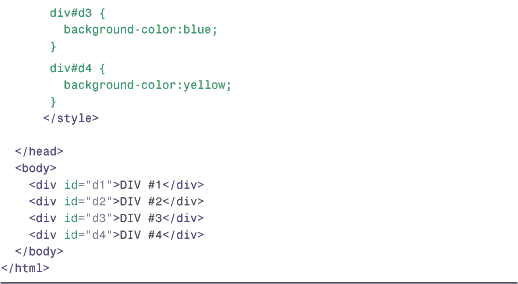 div#d3 {
background-color:blue;
}
div#d4 {
background-color:yellow;
}
</style>
</head>
<body>
<div id="d1">DIV #1</div>
<div id="d2">DIV #2</div>
<div id="d3">DIV #3</div>
<div id="d4">DIV #4</div>
</body>
</html>